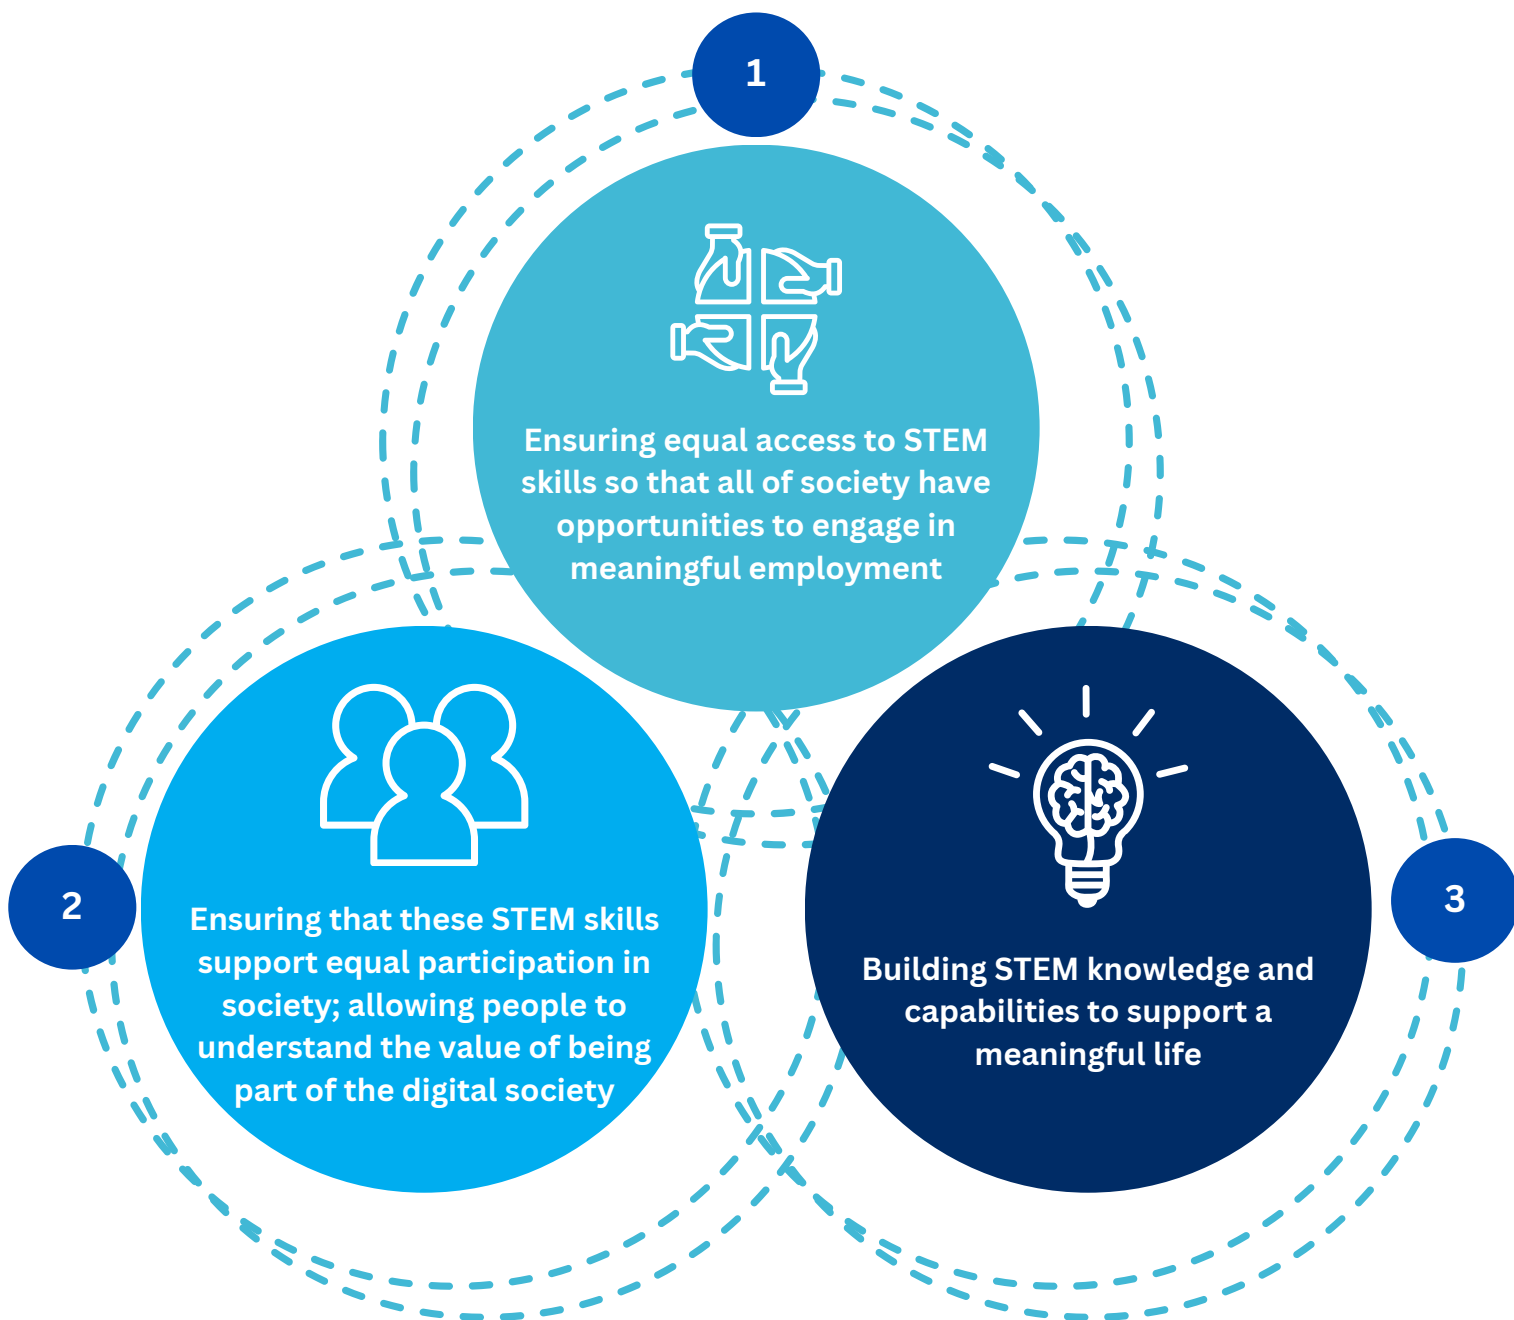 1
Ensuring equal access to STEM
skills so that all of society have
opportunities to engage in
meaningful employment
2
Ensuring that these STEM skills
support equal participation in
society; allowing people to
understand the value of being
part of the digital society
3
Building STEM knowledge and
capabilities to support a
meaningful life